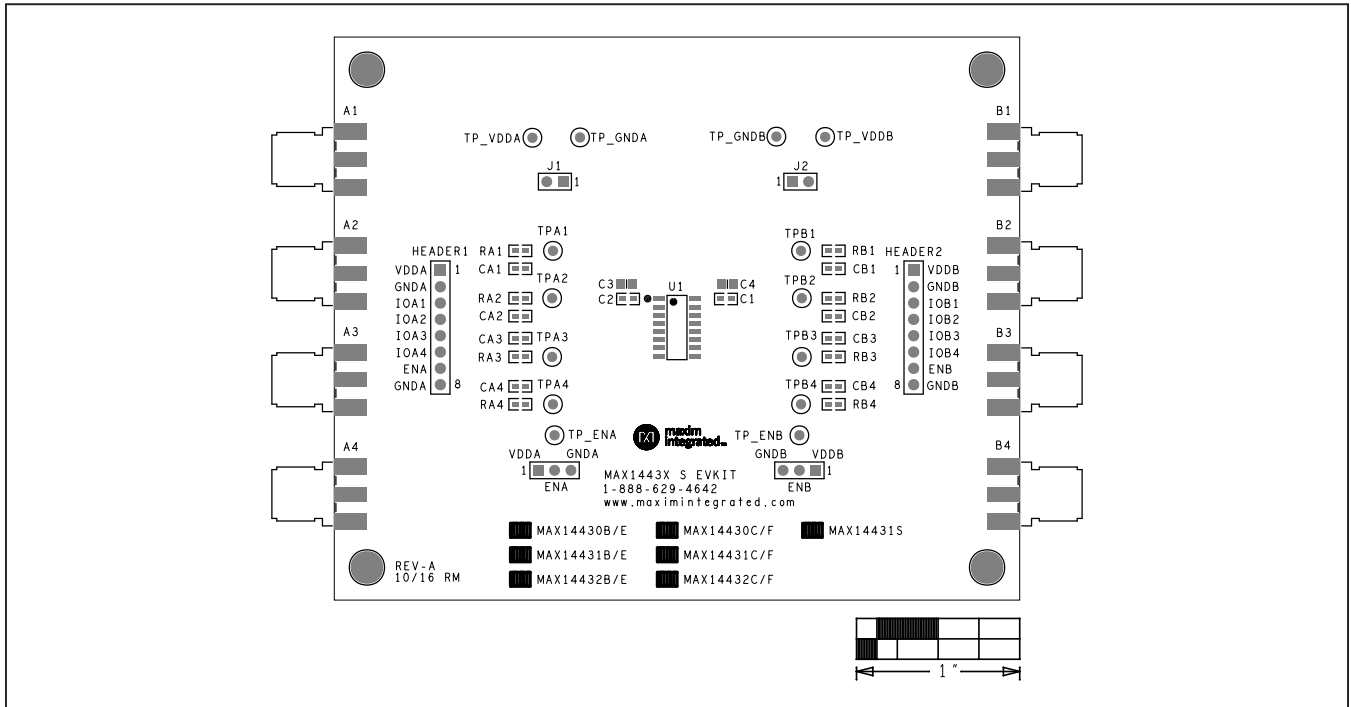 A1
B1
TP_VDDA TP_GNDA TP_GNDB TP_VDDB
J1 J2
1 1
A2 B2
TPA1 TPB1
HEADER1 RA1 RB1 HEADER2
VDDA 1 CA1 CB1 1 VDDB
GNDA TPA2 C3 U1 C4 TPB2 GNDB
IOA1 RA2 C2 C1 RB2 IOB1
IOA2 CA2 CB2 IOB2
A3 B3
IOA3 CA3 TPA3 TPB3 CB3 IOB3
IOA4 RA3 RB3 IOB4
ENA ENB
GNDA 8 CA4 TPA4 TPB4 CB4 8 GNDB
RA4 RB4
TP_ENA maxim integrated™ TP_ENB
A4 B4
VDDA GNDA GNDB VDDB
1 1
ENA ENB
MAX1443X S EVKIT
1-888-629-4642
www.maximintegrated.com
MAX14430B/E MAX14430C/F MAX14431S
MAX14431B/E MAX14431C/F
MAX14432B/E MAX14432C/F
REV-A
10/16 RM
1"